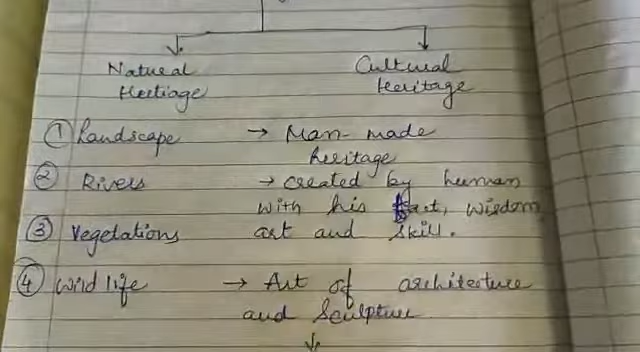 Natural Cultural
Heritage Heritage
① Landscape → Man-made
heritage
② Rivers → created by human
with his tact, wisdom,
③ Vegetations art and skill.
④ Wild life → Art of architecture
and Sculpture